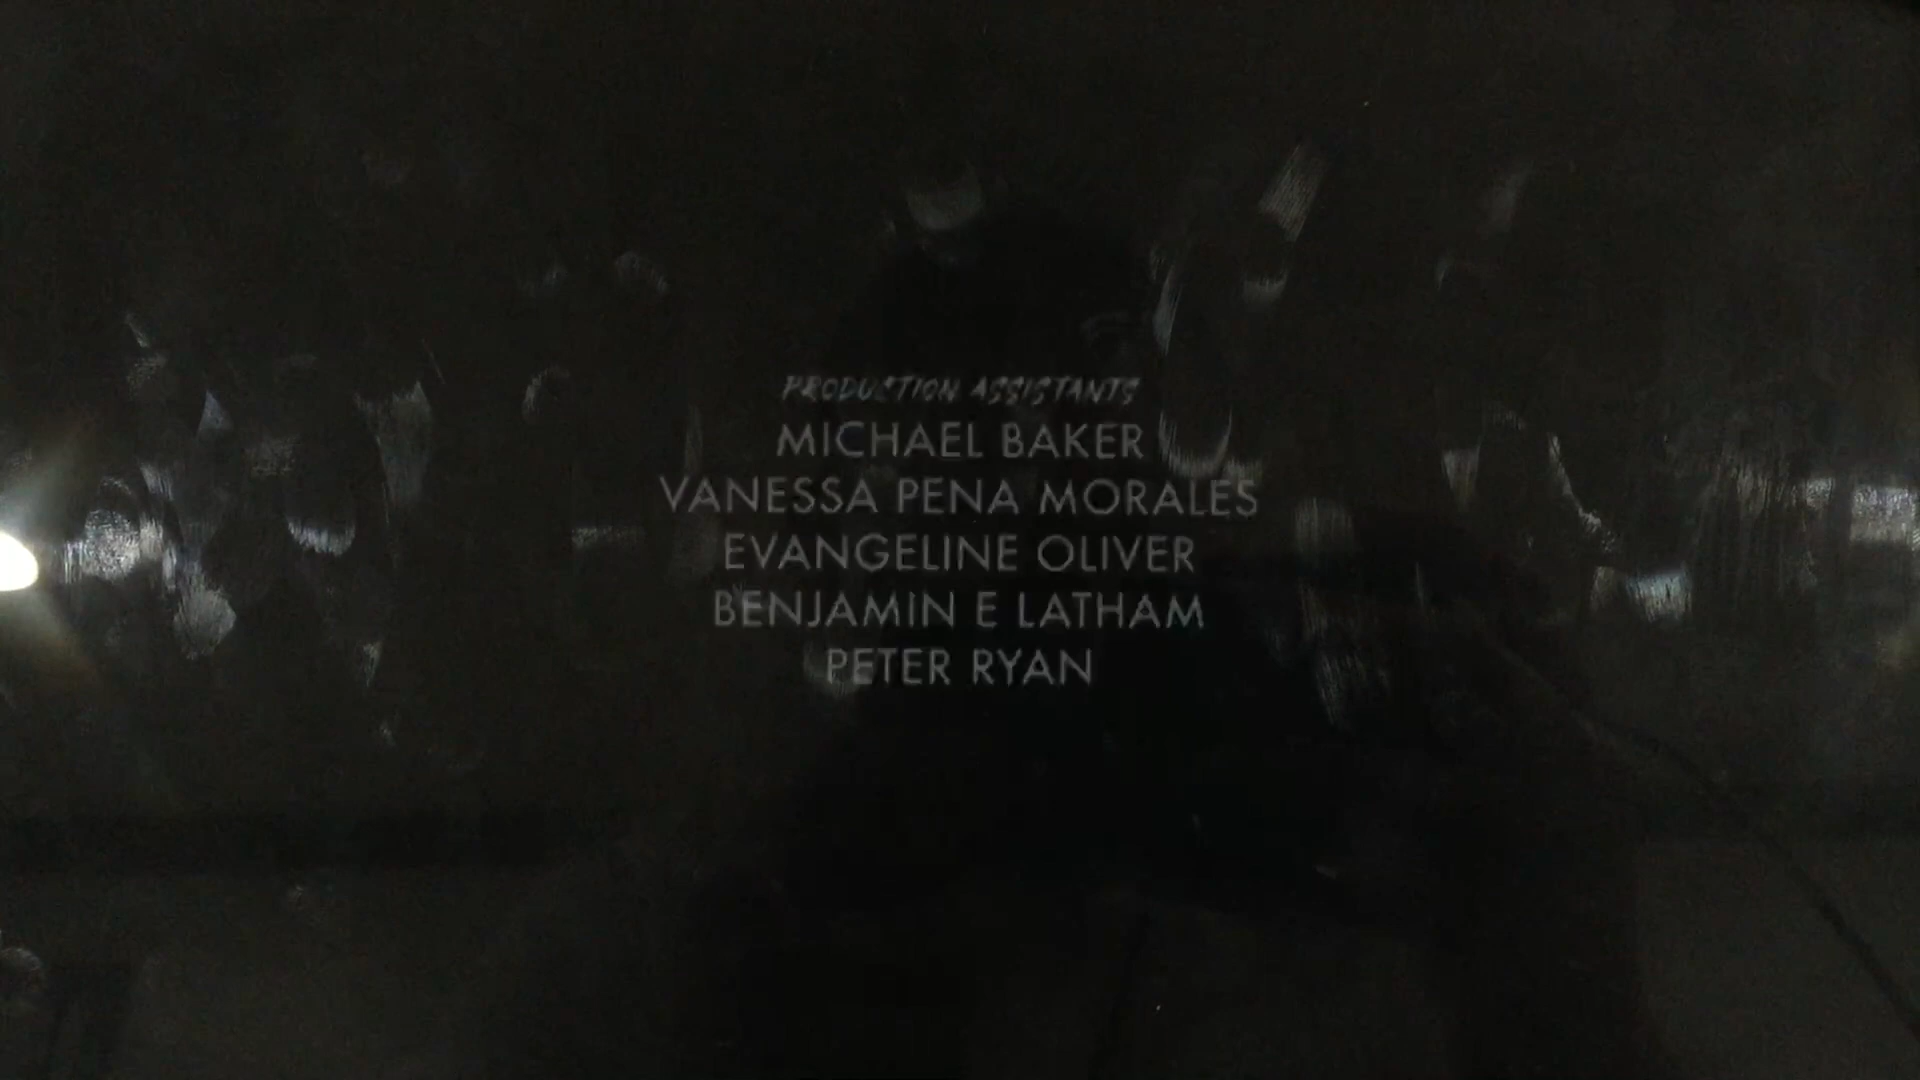 PRODUCTION ASSISTANTS
MICHAEL BAKER
VANESSA PENA MORALES
EVANGELINE OLIVER
BENJAMIN E LATHAM
PETER RYAN